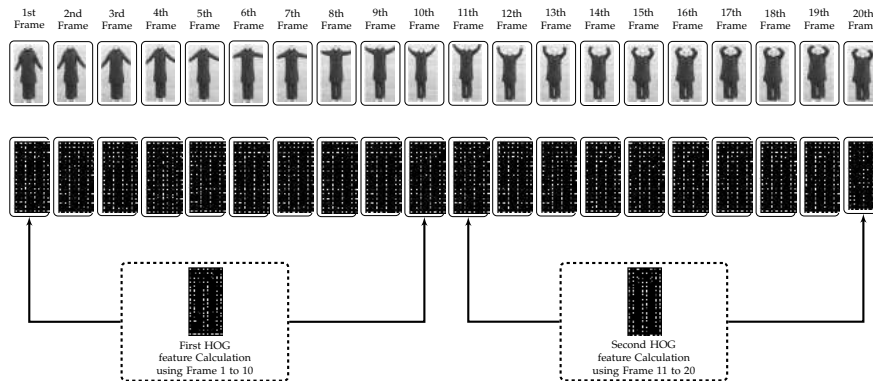 1st 2nd 3rd 4th 5th 6th 7th 8th 9th 10th 11th 12th 13th 14th 15th 16th 17th 18th 19th 20th
Frame Frame Frame Frame Frame Frame Frame Frame Frame Frame Frame Frame Frame Frame Frame Frame Frame Frame Frame Frame
First HOG
feature Calculation
using Frame 1 to 10
Second HOG
feature Calculation
using Frame 11 to 20